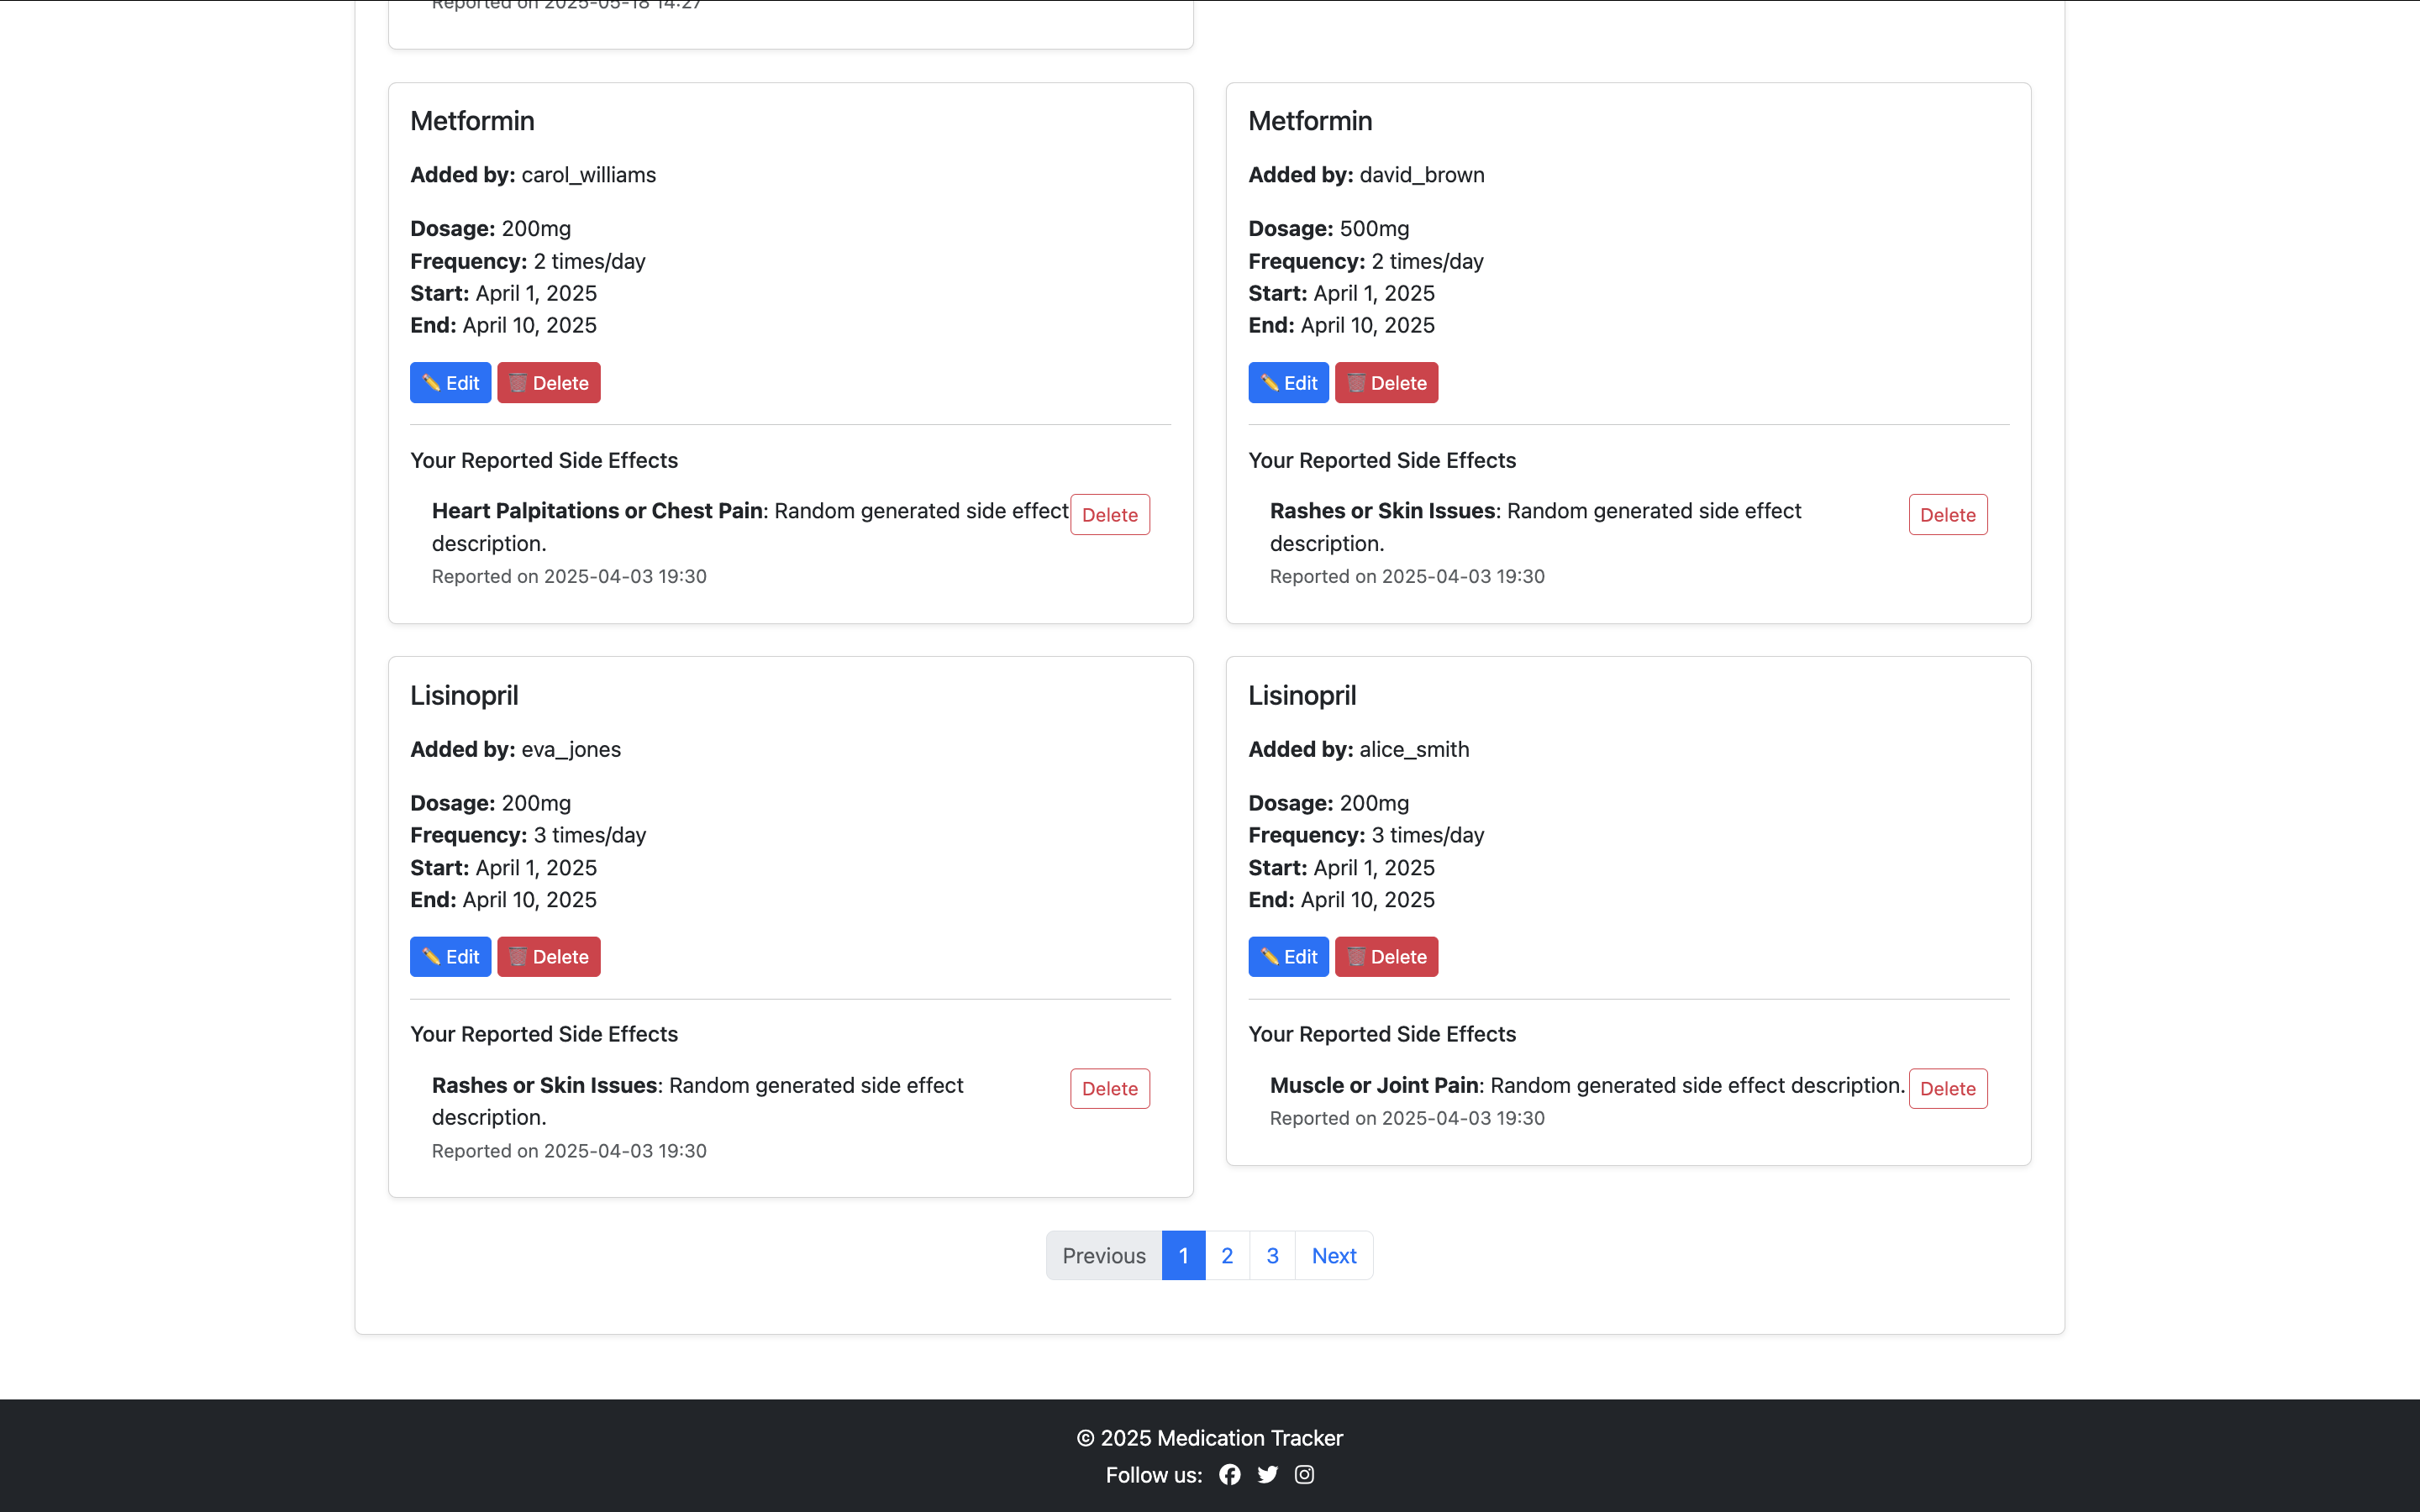 Reported on 2025-05-18 14:27
Metformin
Added by: carol_williams
Dosage: 200mg
Frequency: 2 times/day
Start: April 1, 2025
End: April 10, 2025
Edit Delete
Your Reported Side Effects
Heart Palpitations or Chest Pain: Random generated side effect Delete
description.
Reported on 2025-04-03 19:30
Metformin
Added by: david_brown
Dosage: 500mg
Frequency: 2 times/day
Start: April 1, 2025
End: April 10, 2025
Edit Delete
Your Reported Side Effects
Rashes or Skin Issues: Random generated side effect Delete
description.
Reported on 2025-04-03 19:30
Lisinopril
Added by: eva_jones
Dosage: 200mg
Frequency: 3 times/day
Start: April 1, 2025
End: April 10, 2025
Edit Delete
Your Reported Side Effects
Rashes or Skin Issues: Random generated side effect Delete
description.
Reported on 2025-04-03 19:30
Lisinopril
Added by: alice_smith
Dosage: 200mg
Frequency: 3 times/day
Start: April 1, 2025
End: April 10, 2025
Edit Delete
Your Reported Side Effects
Muscle or Joint Pain: Random generated side effect description. Delete
Reported on 2025-04-03 19:30
Previous 1 2 3 Next
© 2025 Medication Tracker
Follow us: